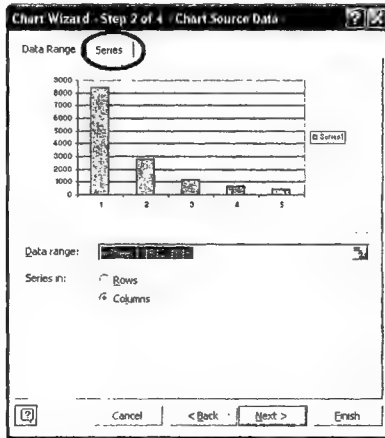 Chart Wizard - Step 2 of 4 - Chart Source Data
Data Range Series
9000
8000
7000
6000
5000
4000
3000
2000
1000
0
1 2 3 4 5
Series1
Data range:
Series in: Rows
Columns
Cancel < Back Next > Finish